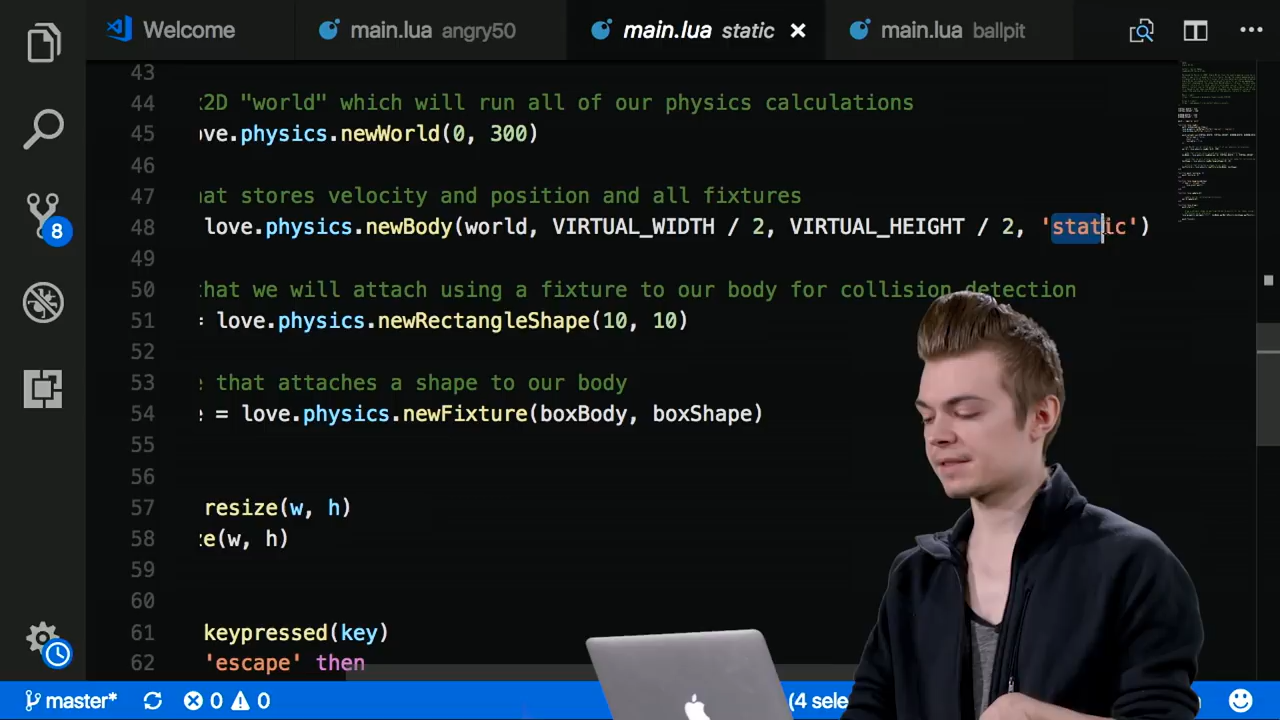 Welcome
main.lua angry50
main.lua static
main.lua ballpit
43
44 2D "world" which will run all of our physics calculations
45 ve.physics.newWorld(0, 300)
46
47 hat stores velocity and position and all fixtures
48 love.physics.newBody(world, VIRTUAL_WIDTH / 2, VIRTUAL_HEIGHT / 2, 'static')
49
50 that we will attach using a fixture to our body for collision detection
51 = love.physics.newRectangleShape(10, 10)
52
53 e that attaches a shape to our body
54 e = love.physics.newFixture(boxBody, boxShape)
55
56
57 resize(w, h)
58 ze(w, h)
59
60
61 keypressed(key)
62 'escape' then
8
master* 0 0 (4 sele